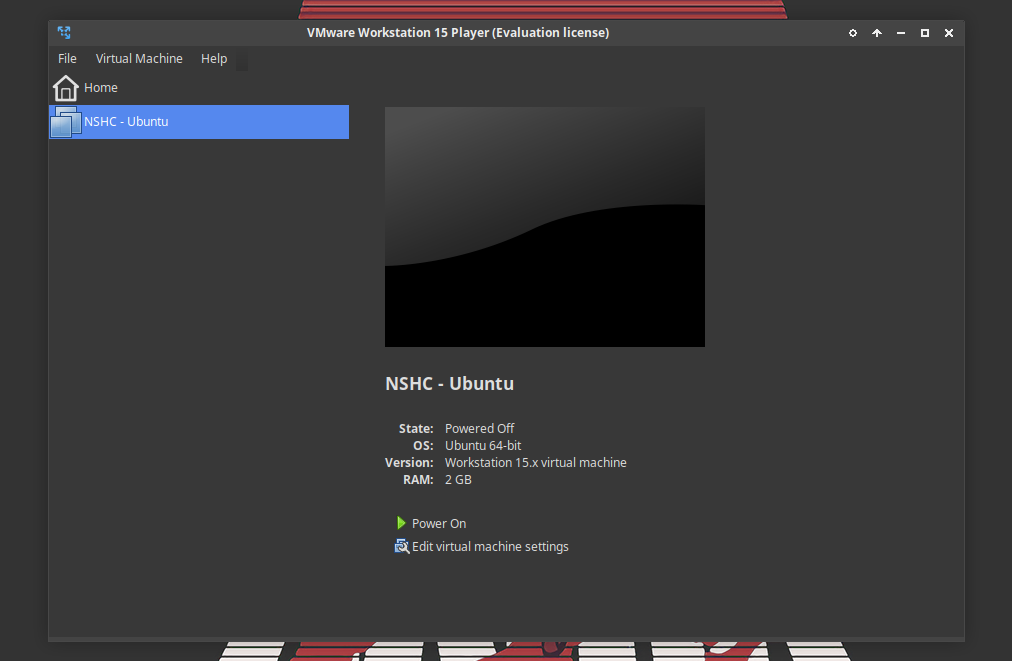 VMware Workstation 15 Player (Evaluation license)
File Virtual Machine Help
Home
NSHC - Ubuntu
NSHC - Ubuntu
State: Powered Off
OS: Ubuntu 64-bit
Version: Workstation 15.x virtual machine
RAM: 2 GB
Power On
Edit virtual machine settings